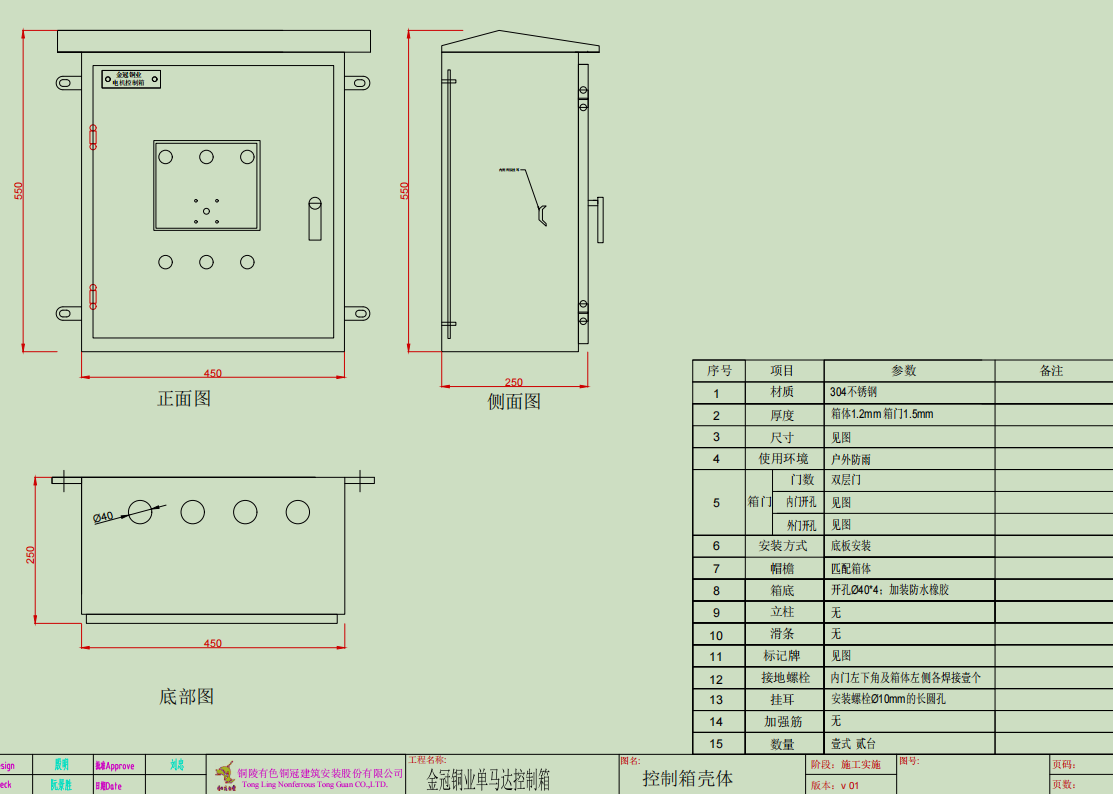 金冠铜业
电机控制箱
550
450
正面图
550
250
侧面图
Ø40
250
450
底部图
序号 项目 参数 备注
1 材质 304不锈钢
2 厚度 箱体1.2mm 箱门1.5mm
3 尺寸 见图
4 使用环境 户外防雨
5 箱门 门数 双层门
内门开孔 见图
外门开孔 见图
6 安装方式 底板安装
7 帽檐 匹配箱体
8 箱底 开孔Ø40*4；加装防水橡胶
9 立柱 无
10 滑条 无
11 标记牌 见图
12 接地螺栓 内门左下角及箱体左侧各焊接壹个
13 挂耳 安装螺栓Ø10mm的长圆孔
14 加强筋 无
15 数量 壹式 贰台
esign 批准Approve
eck 日期Date
铜陵有色铜冠建筑安装股份有限公司
Tong Ling Nonferrous Tong Guan CO.,LTD.
工程名称:
金冠铜业单马达控制箱
图名:
控制箱壳体
阶段: 施工实施
版本: v 01
图号:
页码:
页数: